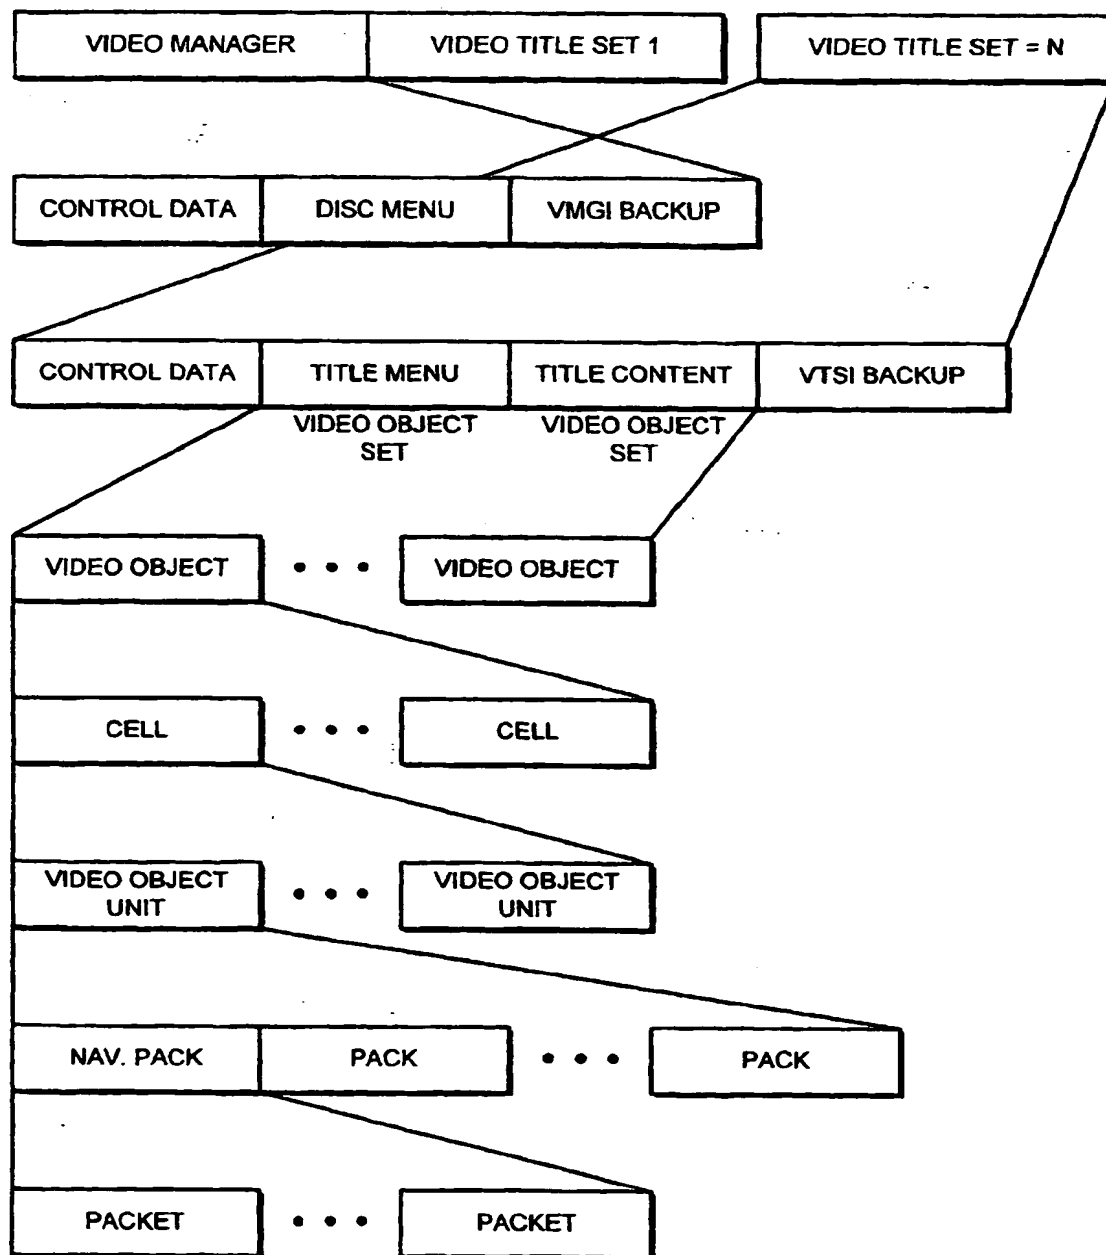 VIDEO MANAGER
VIDEO TITLE SET 1
VIDEO TITLE SET = N
CONTROL DATA
DISC MENU
VMGI BACKUP
CONTROL DATA
TITLE MENU
TITLE CONTENT
VTSI BACKUP
VIDEO OBJECT
SET
VIDEO OBJECT
SET
VIDEO OBJECT
VIDEO OBJECT
CELL
CELL
VIDEO OBJECT
UNIT
VIDEO OBJECT
UNIT
NAV. PACK
PACK
PACK
PACKET
PACKET